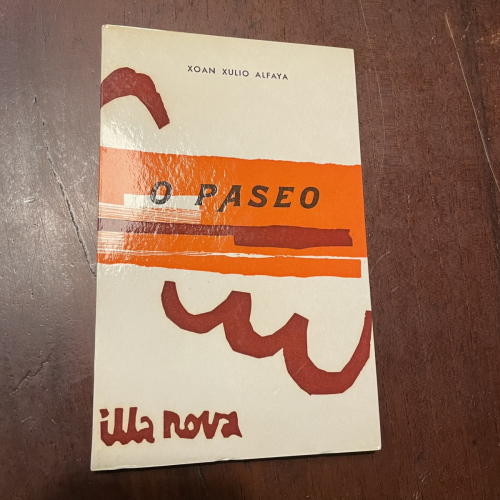 XOAN XULIO ALFAYA
O PASEO
illa nova